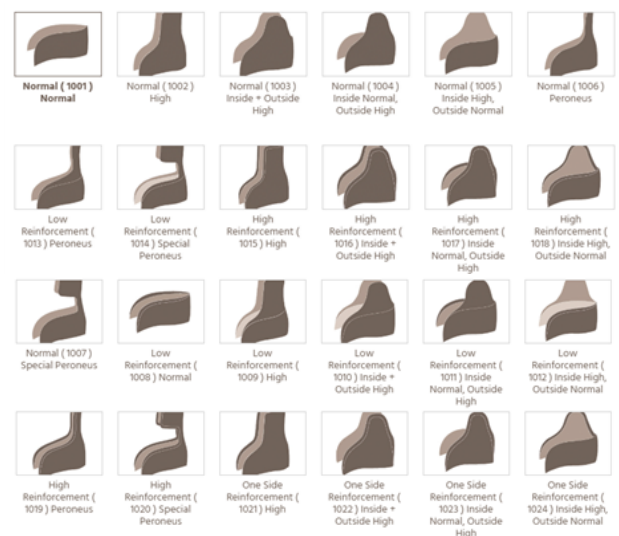 Normal ( 1001 )
Normal
Normal ( 1002 )
High
Normal ( 1003 )
Inside + Outside
High
Normal ( 1004 )
Inside Normal,
Outside High
Normal ( 1005 )
Inside High,
Outside Normal
Normal ( 1006 )
Peroneus
Low
Reinforcement (
1013 ) Peroneus
Low
Reinforcement (
1014 ) Special
Peroneus
High
Reinforcement (
1015 ) High
High
Reinforcement (
1016 ) Inside +
Outside High
High
Reinforcement (
1017 ) Inside
Normal, Outside
High
High
Reinforcement (
1018 ) Inside High,
Outside Normal
Normal ( 1007 )
Special Peroneus
Low
Reinforcement (
1008 ) Normal
Low
Reinforcement (
1009 ) High
Low
Reinforcement (
1010 ) Inside +
Outside High
Low
Reinforcement (
1011 ) Inside
Normal, Outside
High
Low
Reinforcement (
1012 ) Inside High,
Outside Normal
High
Reinforcement (
1019 ) Peroneus
High
Reinforcement (
1020 ) Special
Peroneus
One Side
Reinforcement (
1021 ) High
One Side
Reinforcement (
1022 ) Inside +
Outside High
One Side
Reinforcement (
1023 ) Inside
Normal, Outside
High
One Side
Reinforcement (
1024 ) Inside High,
Outside Normal